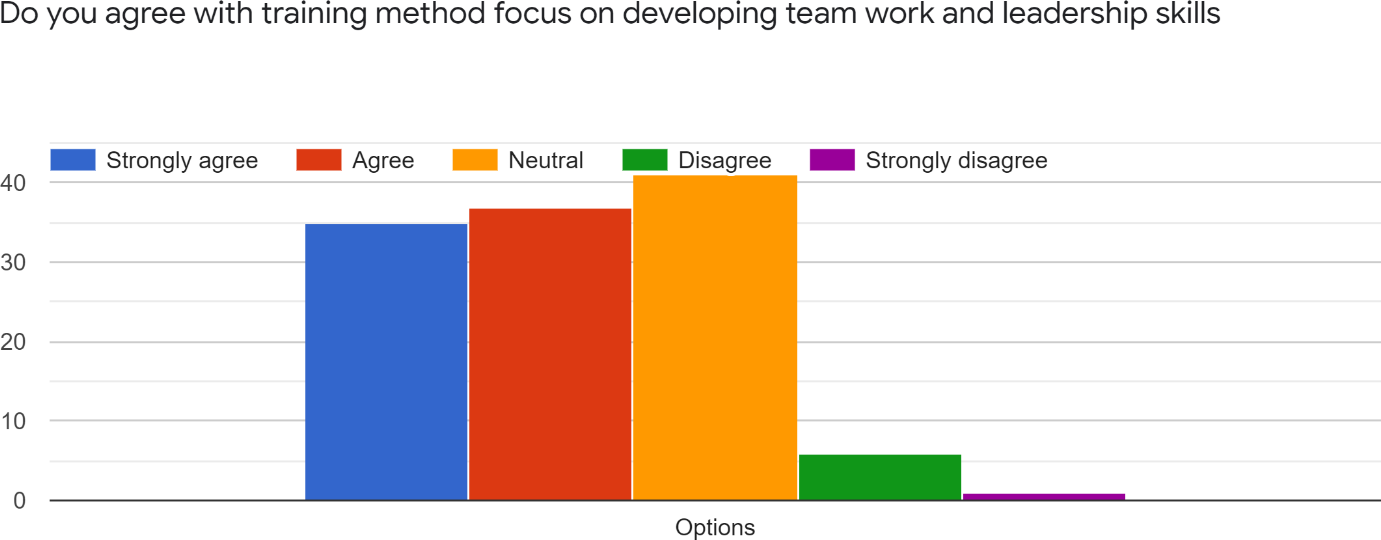 Do you agree with training method focus on developing team work and leadership skills
Strongly agree Agree Neutral Disagree Strongly disagree
40
30
20
10
0
Options